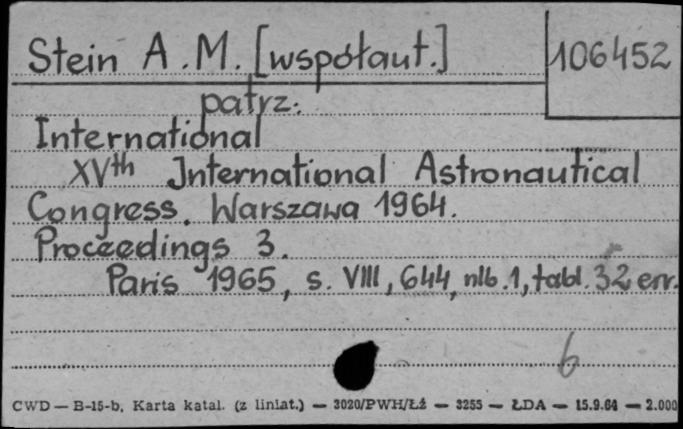 Stein A.M. [współaut.]
106452
patrz:
International
XVth International Astronautical
Congress. Warszawa 1964.
Proceedings 3.
Paris 1965, s. VIII, 644, nlb. 1, tabl. 32 err.
6
CWD — B-15-b, Karta katal. (z liniat.) — 3020/PWH/Łź — 3255 — ŁDA — 15.9.64 — 2.000